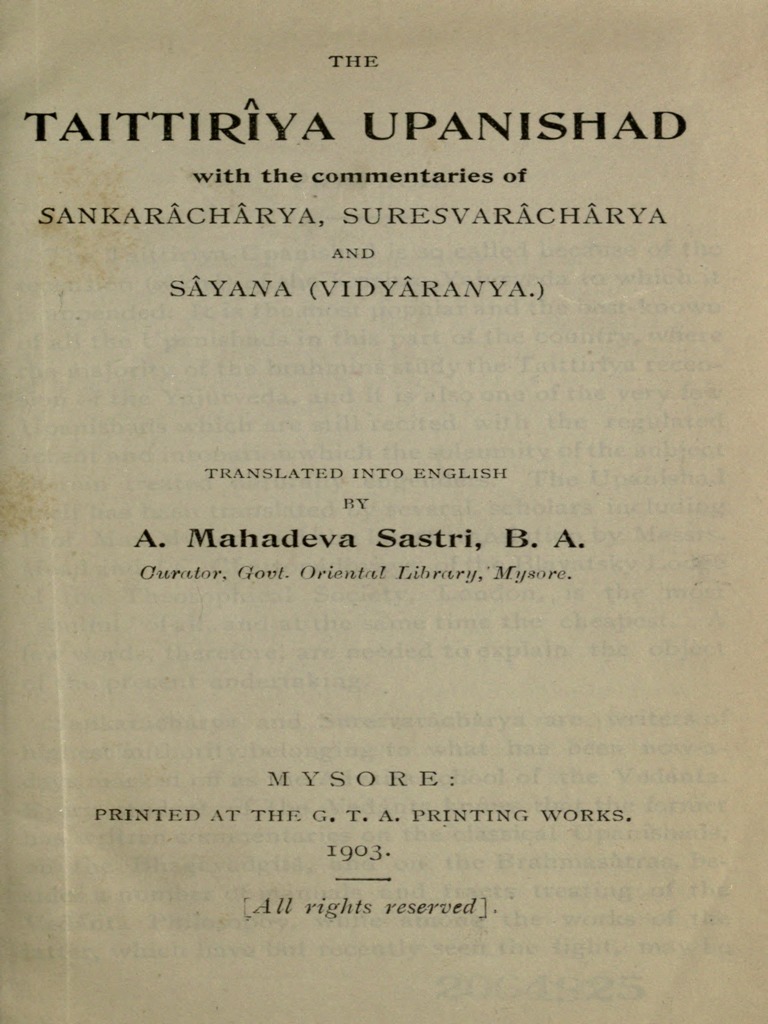 THE
TAITTIRÎYA UPANISHAD
with the commentaries of
SANKARÂCHÂRYA, SURESVARÂCHÂRYA
AND
SÂYANA (VIDYÂRANYA.)
TRANSLATED INTO ENGLISH
BY
A. Mahadeva Sastri, B. A.
Curator, Govt. Oriental Library, Mysore.
MYSORE:
PRINTED AT THE G. T. A. PRINTING WORKS.
1903.
[All rights reserved].